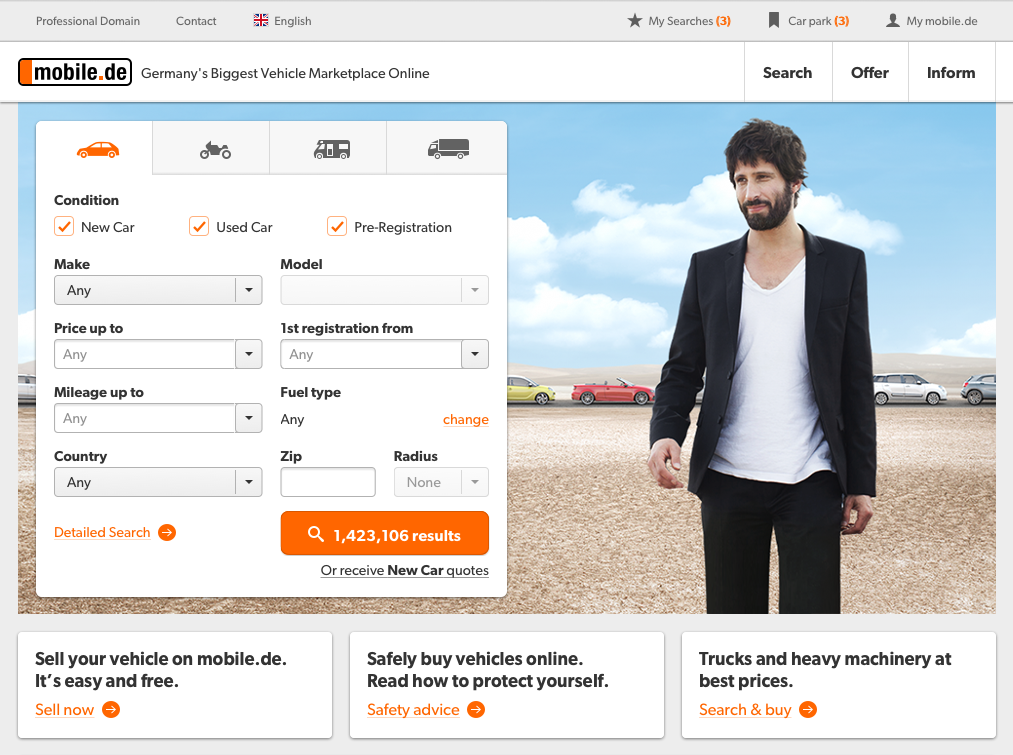 Professional Domain
Contact
English
My Searches (3)
Car park (3)
My mobile.de
mobile.de
Germany's Biggest Vehicle Marketplace Online
Search
Offer
Inform
Condition
New Car
Used Car
Pre-Registration
Make
Model
Any
Price up to
1st registration from
Any
Any
Mileage up to
Fuel type
Any
Any
change
Country
Zip
Radius
Any
None
Detailed Search
1,423,106 results
Or receive New Car quotes
Sell your vehicle on mobile.de.
It’s easy and free.
Sell now
Safely buy vehicles online.
Read how to protect yourself.
Safety advice
Trucks and heavy machinery at
best prices.
Search & buy